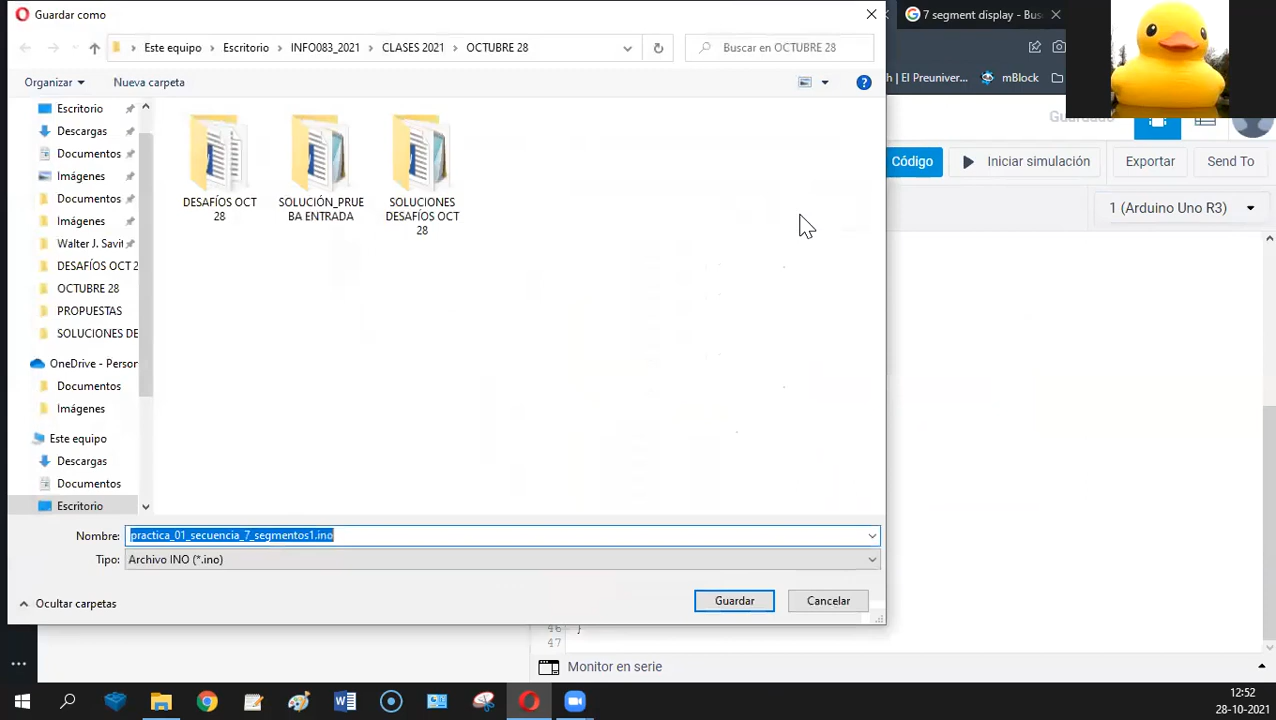 Guardar como
7 segment display - Bus
Este equipo
Escritorio
INFO083_2021
CLASES 2021
OCTUBRE 28
Buscar en OCTUBRE 28
Organizar
Nueva carpeta
h | El Preuniver...
mBlock
Escritorio
Descargas
Documentos
Imágenes
Documentos
Imágenes
Walter J. Savit
DESAFÍOS OCT 2
OCTUBRE 28
PROPUESTAS
SOLUCIONES DE
OneDrive - Person
Documentos
Imágenes
Este equipo
Descargas
Documentos
Escritorio
DESAFÍOS OCT
28
SOLUCIÓN_PRUE
BA ENTRADA
SOLUCIONES
DESAFÍOS OCT
28
Guardado
Código
Iniciar simulación
Exportar
Send To
1 (Arduino Uno R3)
Nombre:
practica_01_secuencia_7_segmentos1.ino
Tipo:
Archivo INO (*.ino)
Ocultar carpetas
Guardar
Cancelar
46 }
47
Monitor en serie
12:52
28-10-2021